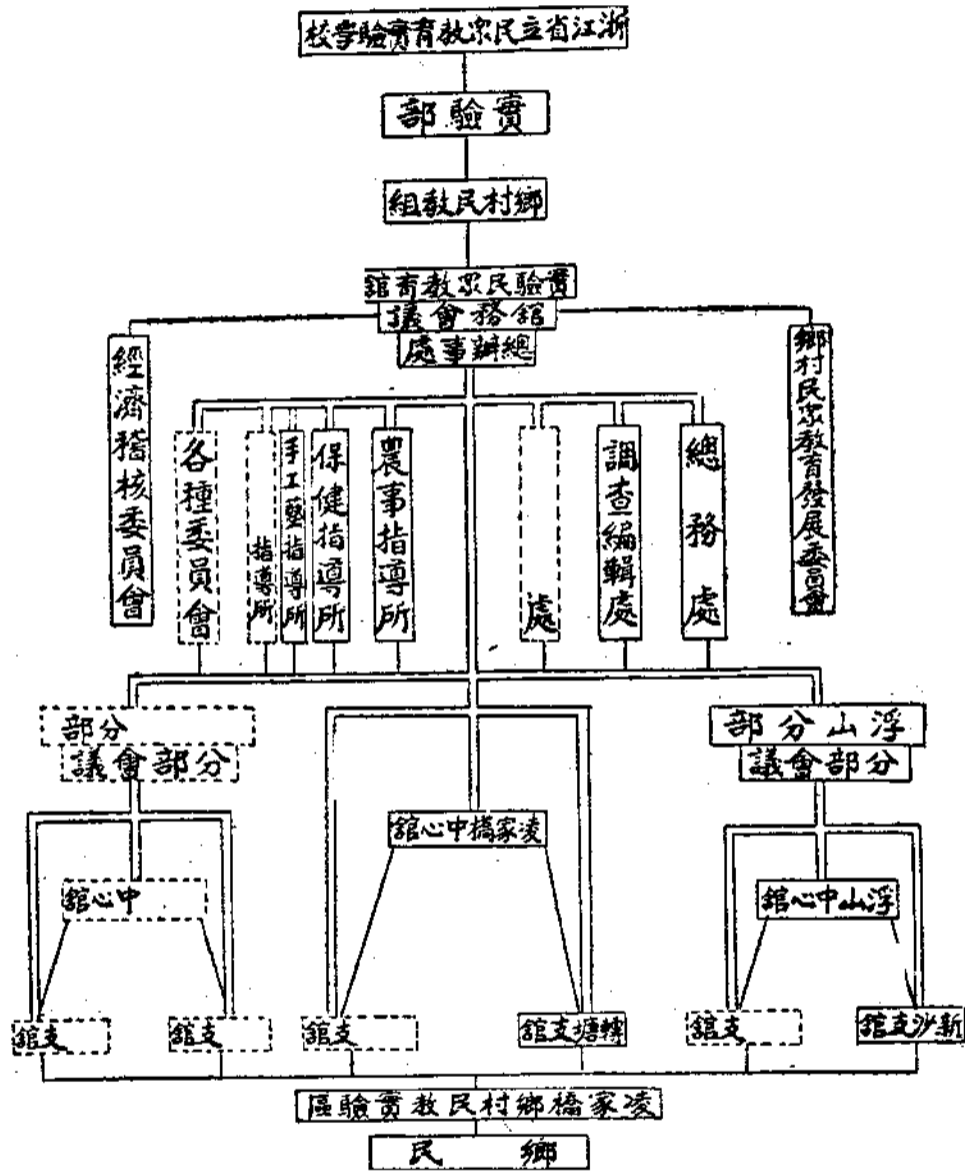 浙江省立民眾教育實驗學校
實驗部
鄉村民教組
實驗民眾教育館
館務會議
總辦事處
鄉村民眾教育發展委員會
經濟稽核委員會
總務處
調查編輯處
處
農事指導所
保健指導所
手工藝指導所
指導所
各種委員會
浮山分部
分部會議
分部
分部會議
凌家橋中心館
浮山中心館
中心館
新沙支館
支館
轉塘支館
支館
支館
支館
凌家橋鄉村民教實驗區
鄉民